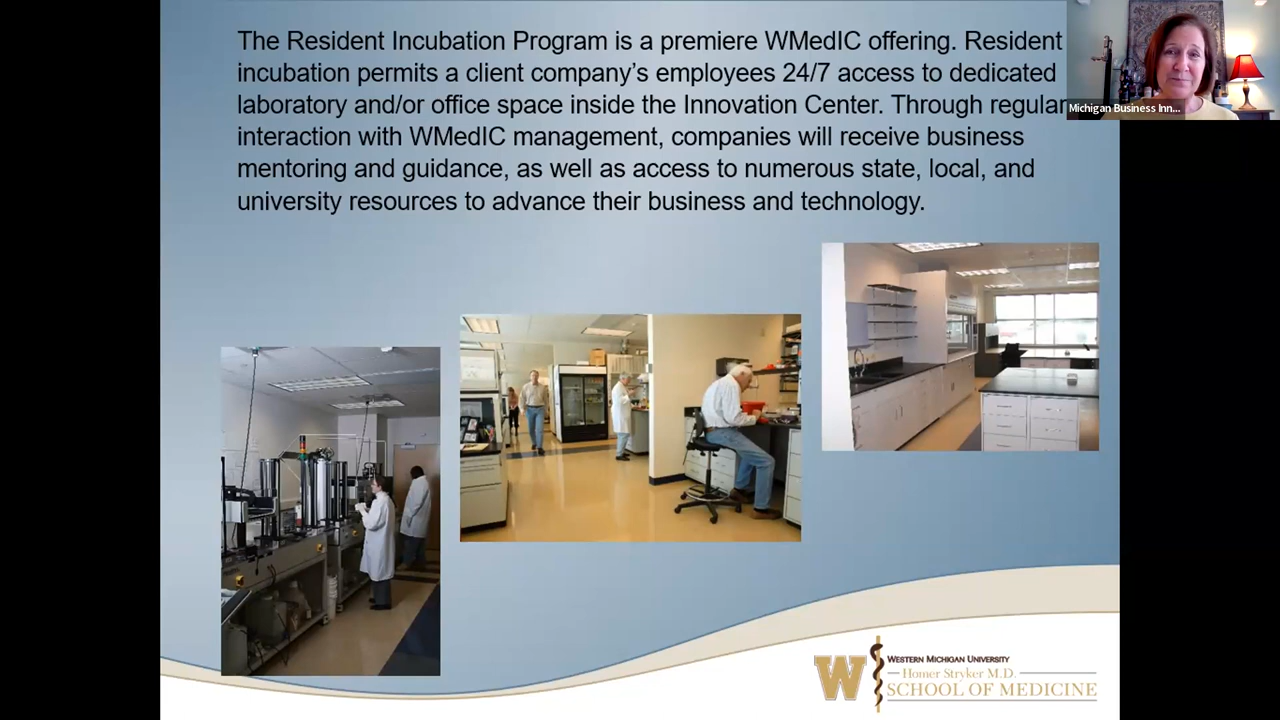 The Resident Incubation Program is a premiere WMedIC offering. Resident
incubation permits a client company's employees 24/7 access to dedicated
laboratory and/or office space inside the Innovation Center. Through regular
interaction with WMedIC management, companies will receive business
mentoring and guidance, as well as access to numerous state, local, and
university resources to advance their business and technology.
Michigan Business Inn...
W
WESTERN MICHIGAN UNIVERSITY
Homer Stryker M.D.
SCHOOL OF MEDICINE